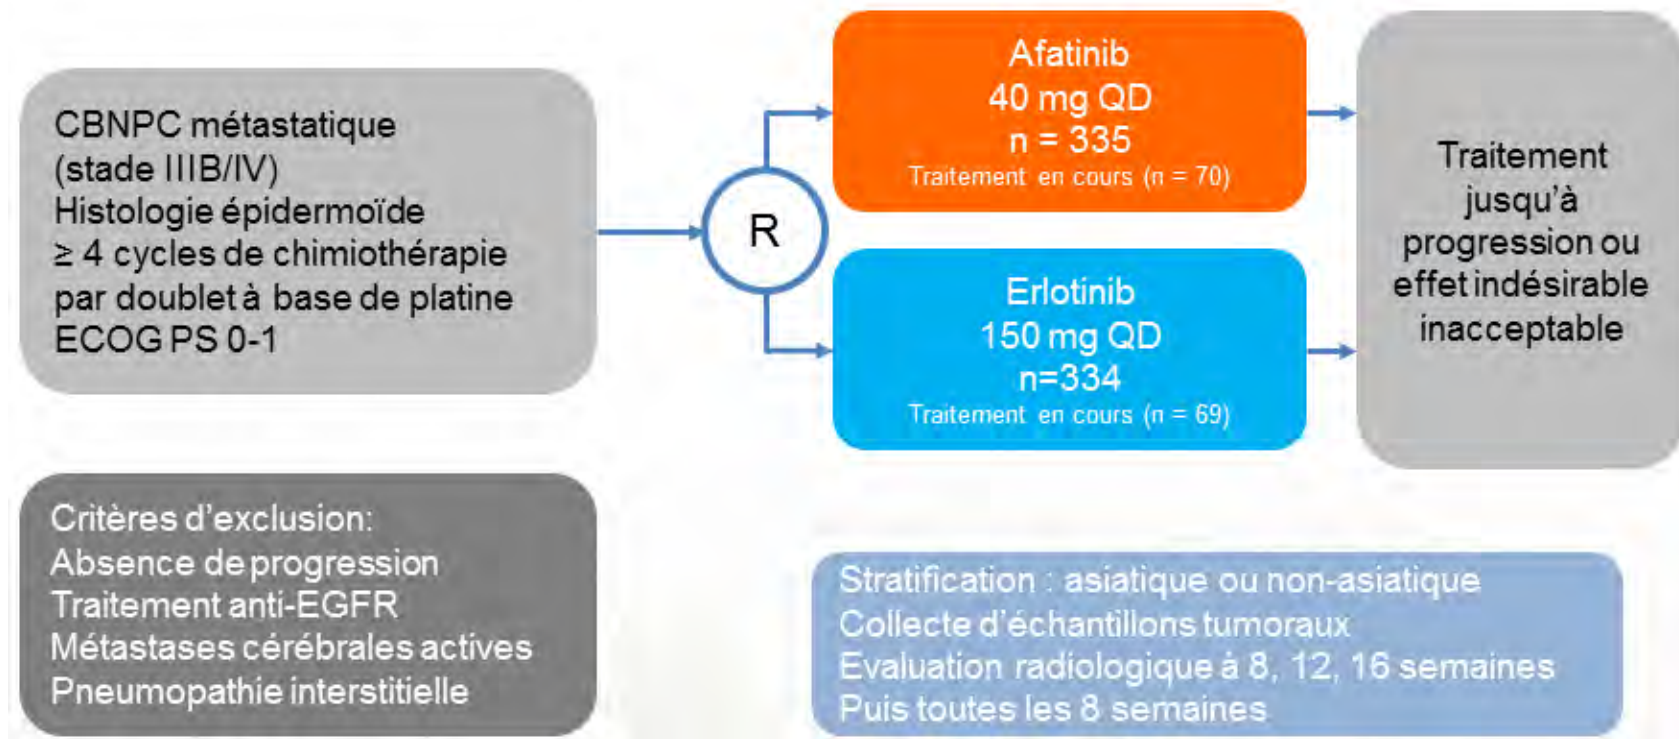 CBNPC métastatique
(stade IIIB/IV)
Histologie épidermoïde
≥ 4 cycles de chimiothérapie
par doublet à base de platine
ECOG PS 0-1
R
Afatinib
40 mg QD
n = 335
Traitement en cours (n = 70)
Erlotinib
150 mg QD
n=334
Traitement en cours (n = 69)
Traitement
jusqu'à
progression ou
effet indésirable
inacceptable
Critères d'exclusion:
Absence de progression
Traitement anti-EGFR
Métastases cérébrales actives
Pneumopathie interstitielle
Stratification : asiatique ou non-asiatique
Collecte d'échantillons tumoraux
Evaluation radiologique à 8, 12, 16 semaines
Puis toutes les 8 semaines